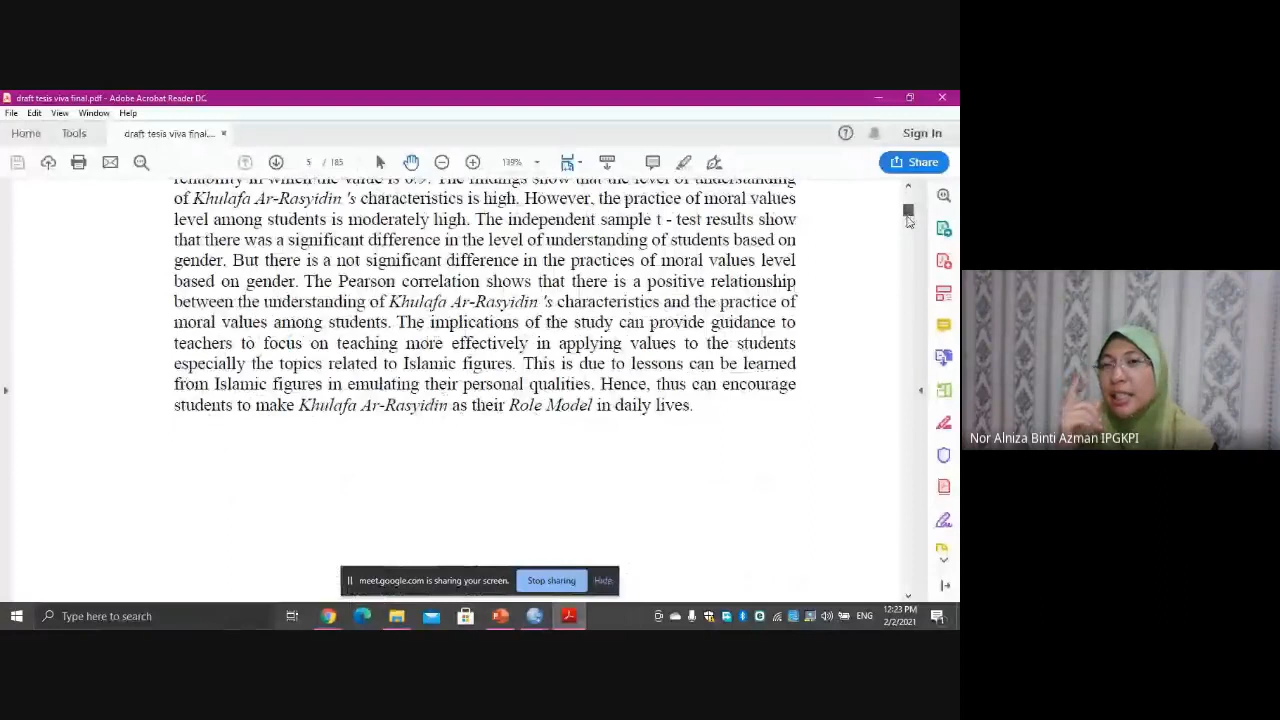 draft tesis viva final.pdf - Adobe Acrobat Reader DC
File Edit View Window Help
Home Tools draft tesis viva final.... × Sign In
5 / 185 139% Share
of Khulafa Ar-Rasyidin 's characteristics is high. However, the practice of moral values
level among students is moderately high. The independent sample t - test results show
that there was a significant difference in the level of understanding of students based on
gender. But there is a not significant difference in the practices of moral values level
based on gender. The Pearson correlation shows that there is a positive relationship
between the understanding of Khulafa Ar-Rasyidin 's characteristics and the practice of
moral values among students. The implications of the study can provide guidance to
teachers to focus on teaching more effectively in applying values to the students
especially the topics related to Islamic figures. This is due to lessons can be learned
from Islamic figures in emulating their personal qualities. Hence, thus can encourage
students to make Khulafa Ar-Rasyidin as their Role Model in daily lives.
Nor Alniza Binti Azman IPGKPI
meet.google.com is sharing your screen. Stop sharing Hide
Type here to search
ENG
12:23 PM
2/2/2021